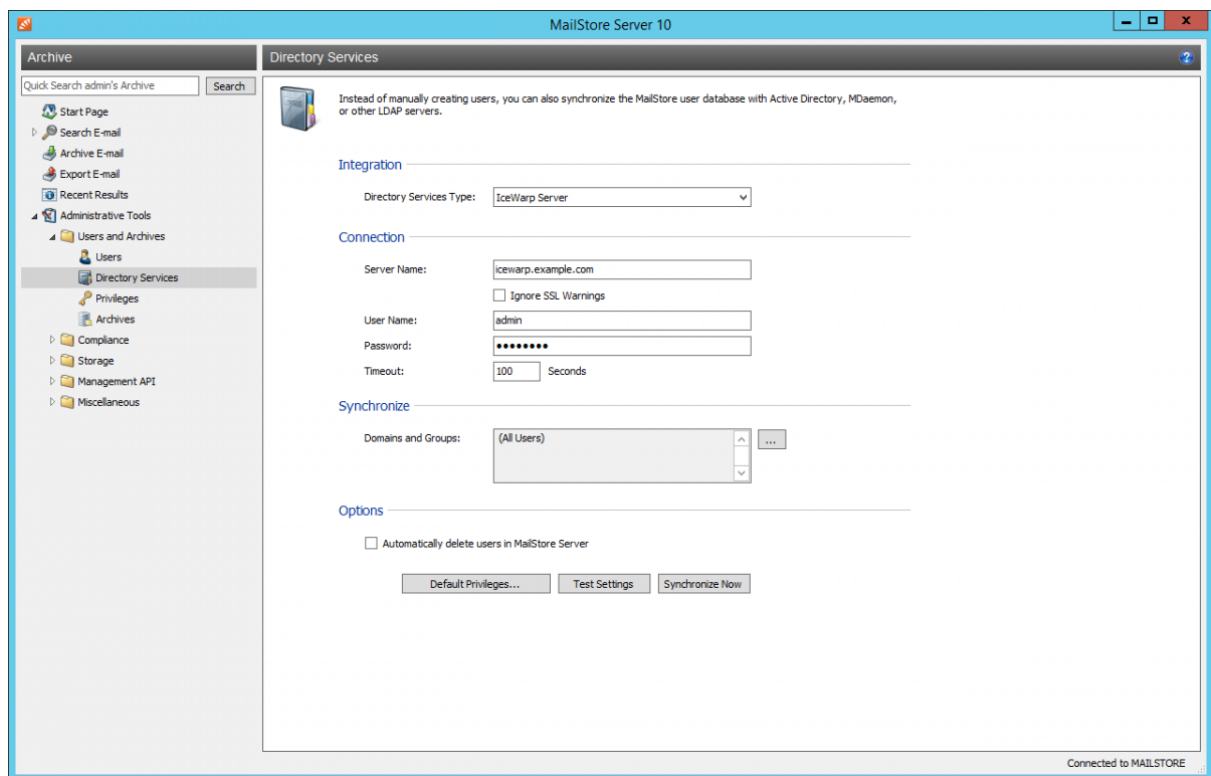 MailStore Server 10
Archive
Quick Search admin's Archive
Search
Start Page
Search E-mail
Archive E-mail
Export E-mail
Recent Results
Administrative Tools
Users and Archives
Users
Directory Services
Privileges
Archives
Compliance
Storage
Management API
Miscellaneous
Directory Services
Instead of manually creating users, you can also synchronize the MailStore user database with Active Directory, MDaemon,
or other LDAP servers.
Integration
Directory Services Type: IceWarp Server
Connection
Server Name: icewarp.example.com
Ignore SSL Warnings
User Name: admin
Password: ••••••••
Timeout: 100 Seconds
Synchronize
Domains and Groups: (All Users) ...
Options
Automatically delete users in MailStore Server
Default Privileges... Test Settings Synchronize Now
Connected to MAILSTORE